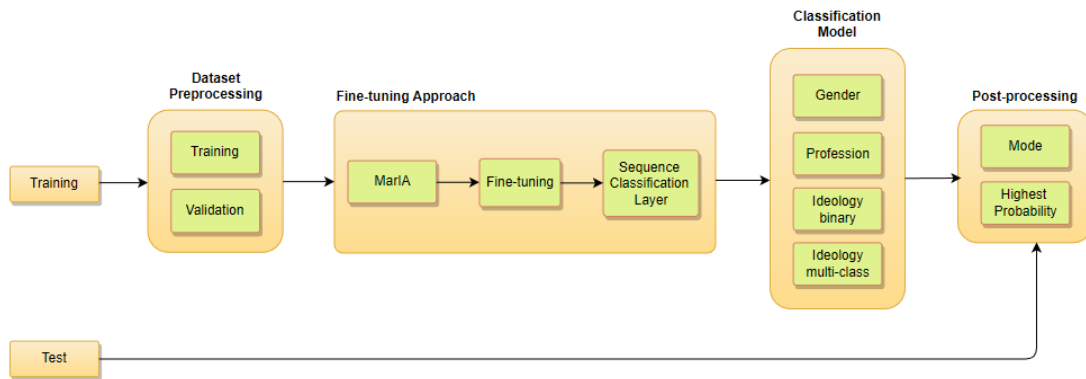 Classification
Model
Dataset
Preprocessing
Fine-tuning Approach
Post-processing
Gender
Training
Mode
Profession
Training
MarIA
Fine-tuning
Sequence
Classification
Layer
Validation
Ideology
binary
Highest
Probability
Ideology
multi-class
Test